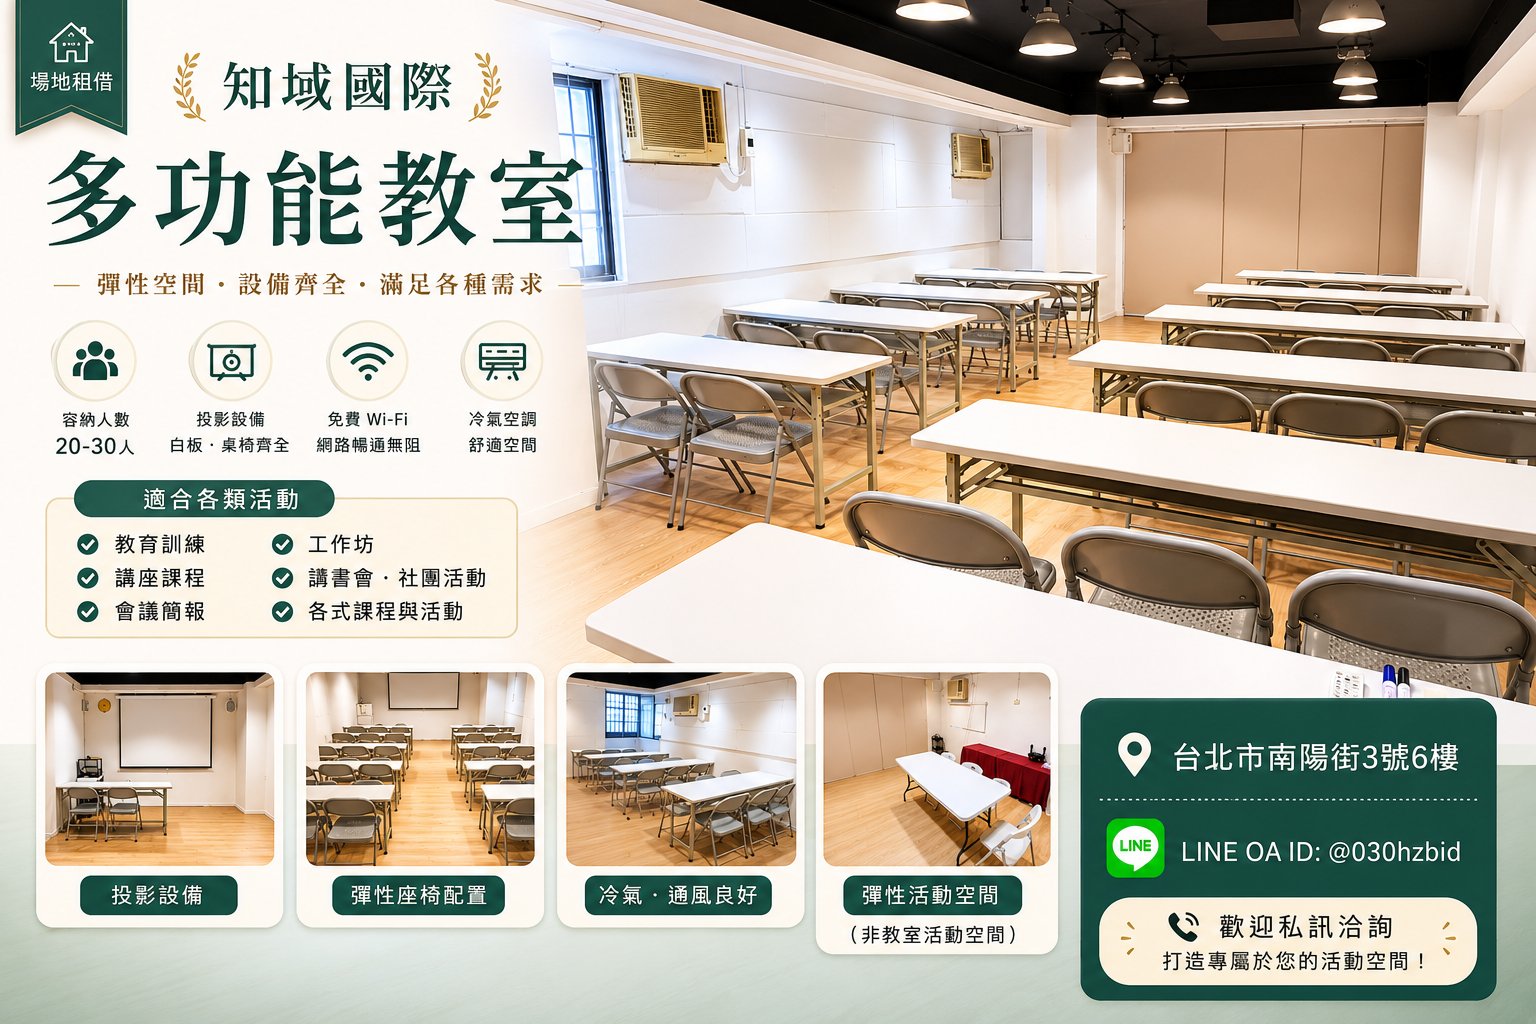 場地租借
知域國際
多功能教室
彈性空間・設備齊全・滿足各種需求
容納人數
20-30人
投影設備
白板・桌椅齊全
免費 Wi-Fi
網路暢通無阻
冷氣空調
舒適空間
適合各類活動
教育訓練
工作坊
講座課程
講書會・社團活動
會議簡報
各式課程與活動
投影設備
彈性座椅配置
冷氣・通風良好
彈性活動空間
（非教室活動空間）
台北市南陽街3號6樓
LINE
LINE OA ID: @030hzbid
歡迎私訊洽詢
打造專屬於您的活動空間！